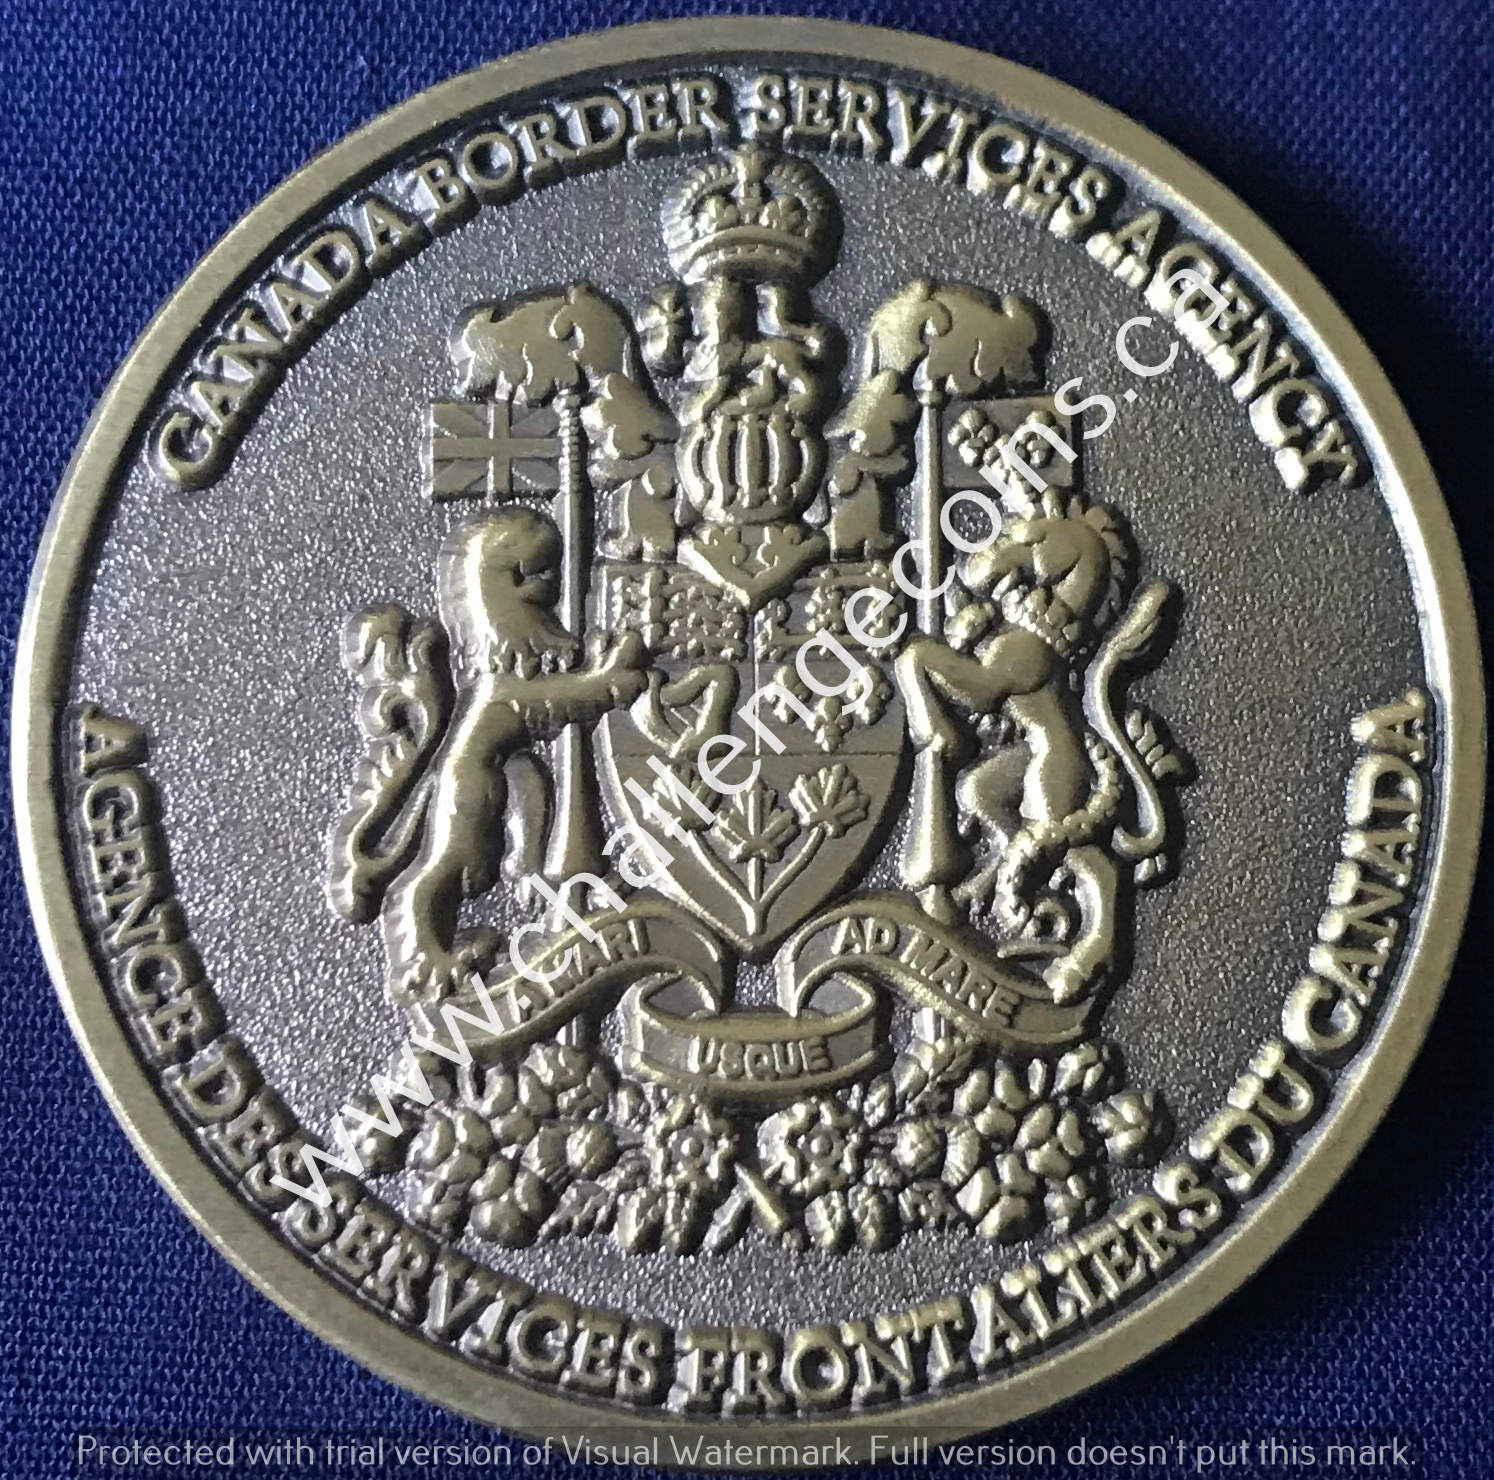 CANADA BORDER SERVICES AGENCY
A MARI
AD MARE
USQUE
AGENCE DES SERVICES FRONTALIERS DU CANADA
www.challengecoins.ca
Protected with trial version of Visual Watermark. Full version doesn't put this mark.